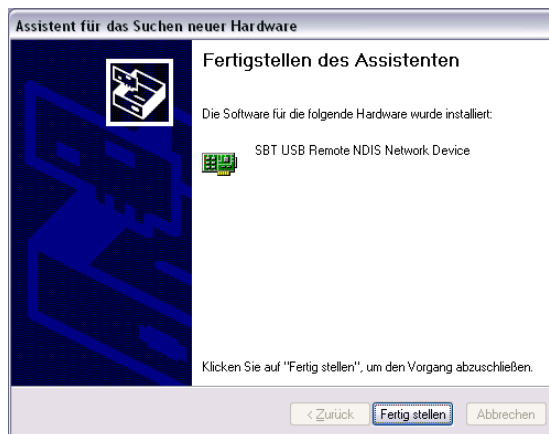 Assistent für das Suchen neuer Hardware
Fertigstellen des Assistenten
Die Software für die folgende Hardware wurde installiert:
SBT USB Remote NDIS Network Device
Klicken Sie auf "Fertig stellen", um den Vorgang abzuschließen.
< Zurück Fertig stellen Abbrechen